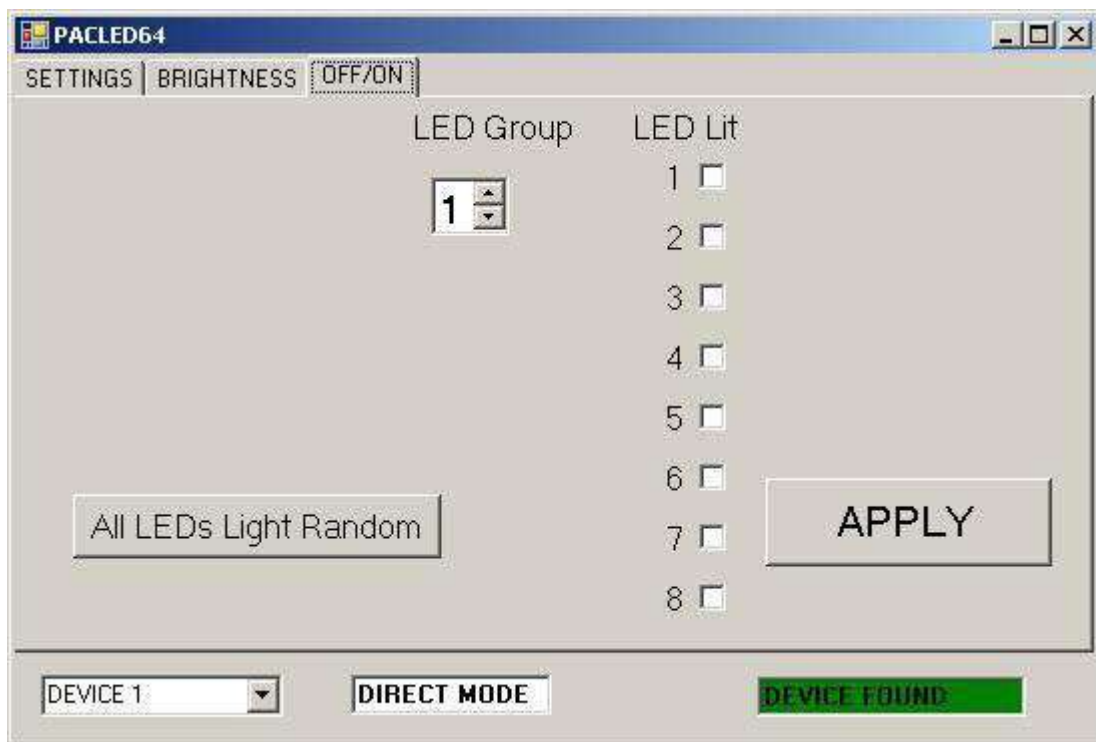 PACLED64
SETTINGS BRIGHTNESS OFF/ON
LED Group LED Lit
1
1
2
3
4
5
6
7
8
All LEDs Light Random
APPLY
DEVICE 1 DIRECT MODE DEVICE FOUND